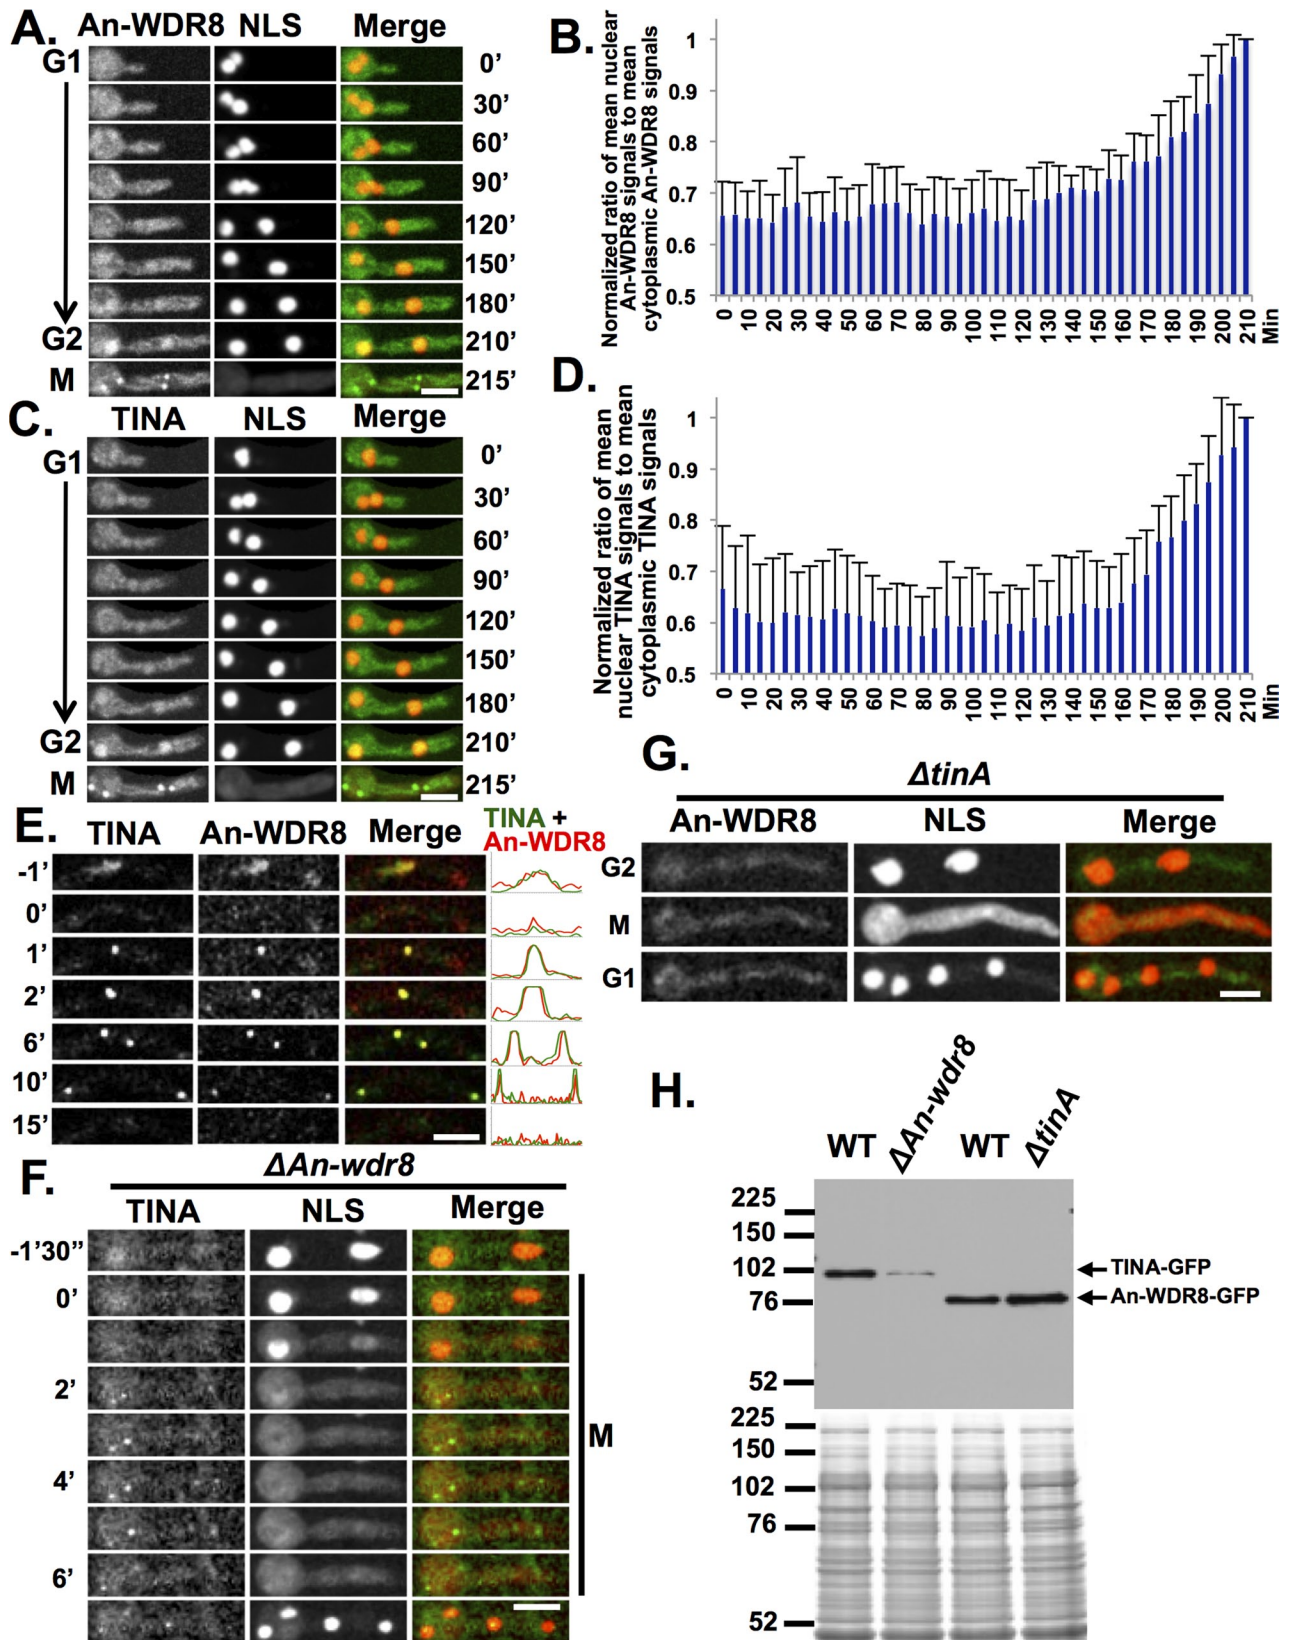 A.
An-WDR8 NLS Merge
G1
0’
30’
60’
90’
120’
150’
180’
G2
210’
M
215’
B.
Normalized ratio of mean nuclear
An-WDR8 signals to mean
cytoplasmic An-WDR8 signals
1
0.9
0.8
0.7
0.6
0.5
0 10 20 30 40 50 60 70 80 90 100 110 120 130 140 150 160 170 180 190 200 210 Min
C.
TINA NLS Merge
G1
0’
30’
60’
90’
120’
150’
180’
G2
210’
M
215’
D.
Normalized ratio of mean
nuclear TINA signals to mean
cytoplasmic TINA signals
1
0.9
0.8
0.7
0.6
0.5
0 10 20 30 40 50 60 70 80 90 100 110 120 130 140 150 160 170 180 190 200 210 Min
E.
TINA An-WDR8 Merge
TINA +
An-WDR8
-1’
0’
1’
2’
6’
10’
15’
F.
ΔAn-wdr8
TINA NLS Merge
-1’30”
0’
2’
4’
6’
M
G.
ΔtinA
An-WDR8 NLS Merge
G2
M
G1
H.
WT ΔAn-wdr8 WT ΔtinA
225
150
102
76
52
TINA-GFP
An-WDR8-GFP
225
150
102
76
52